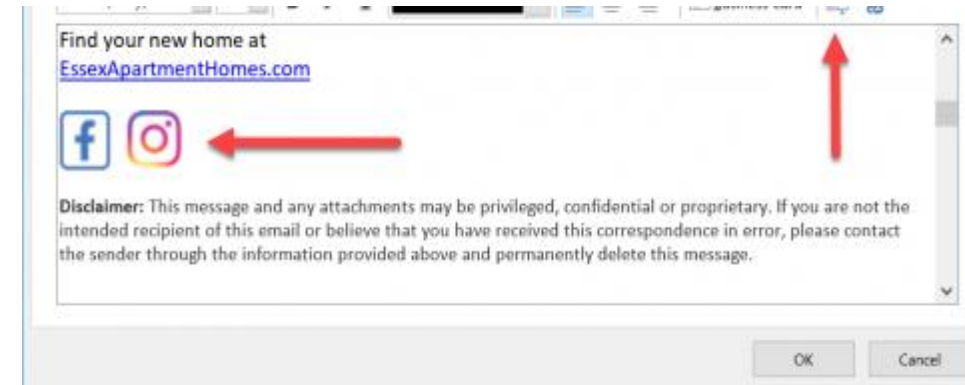 Business Card
Find your new home at
EssexApartmentHomes.com
Disclaimer: This message and any attachments may be privileged, confidential or proprietary. If you are not the
intended recipient of this email or believe that you have received this correspondence in error, please contact
the sender through the information provided above and permanently delete this message.
OK
Cancel